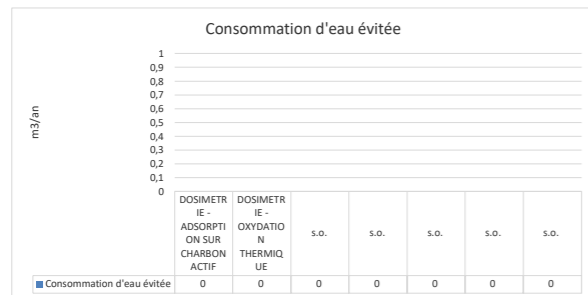 Consommation d'eau évitée
m3/an
1
0,9
0,8
0,7
0,6
0,5
0,4
0,3
0,2
0,1
0
DOSIMETR
IE -
ADSORPTI
ON SUR
CHARBON
ACTIF
DOSIMETR
IE -
OXYDATIO
N
THERMIQ
UE
s.o.
s.o.
s.o.
s.o.
s.o.
Consommation d'eau évitée 0 0 0 0 0 0 0